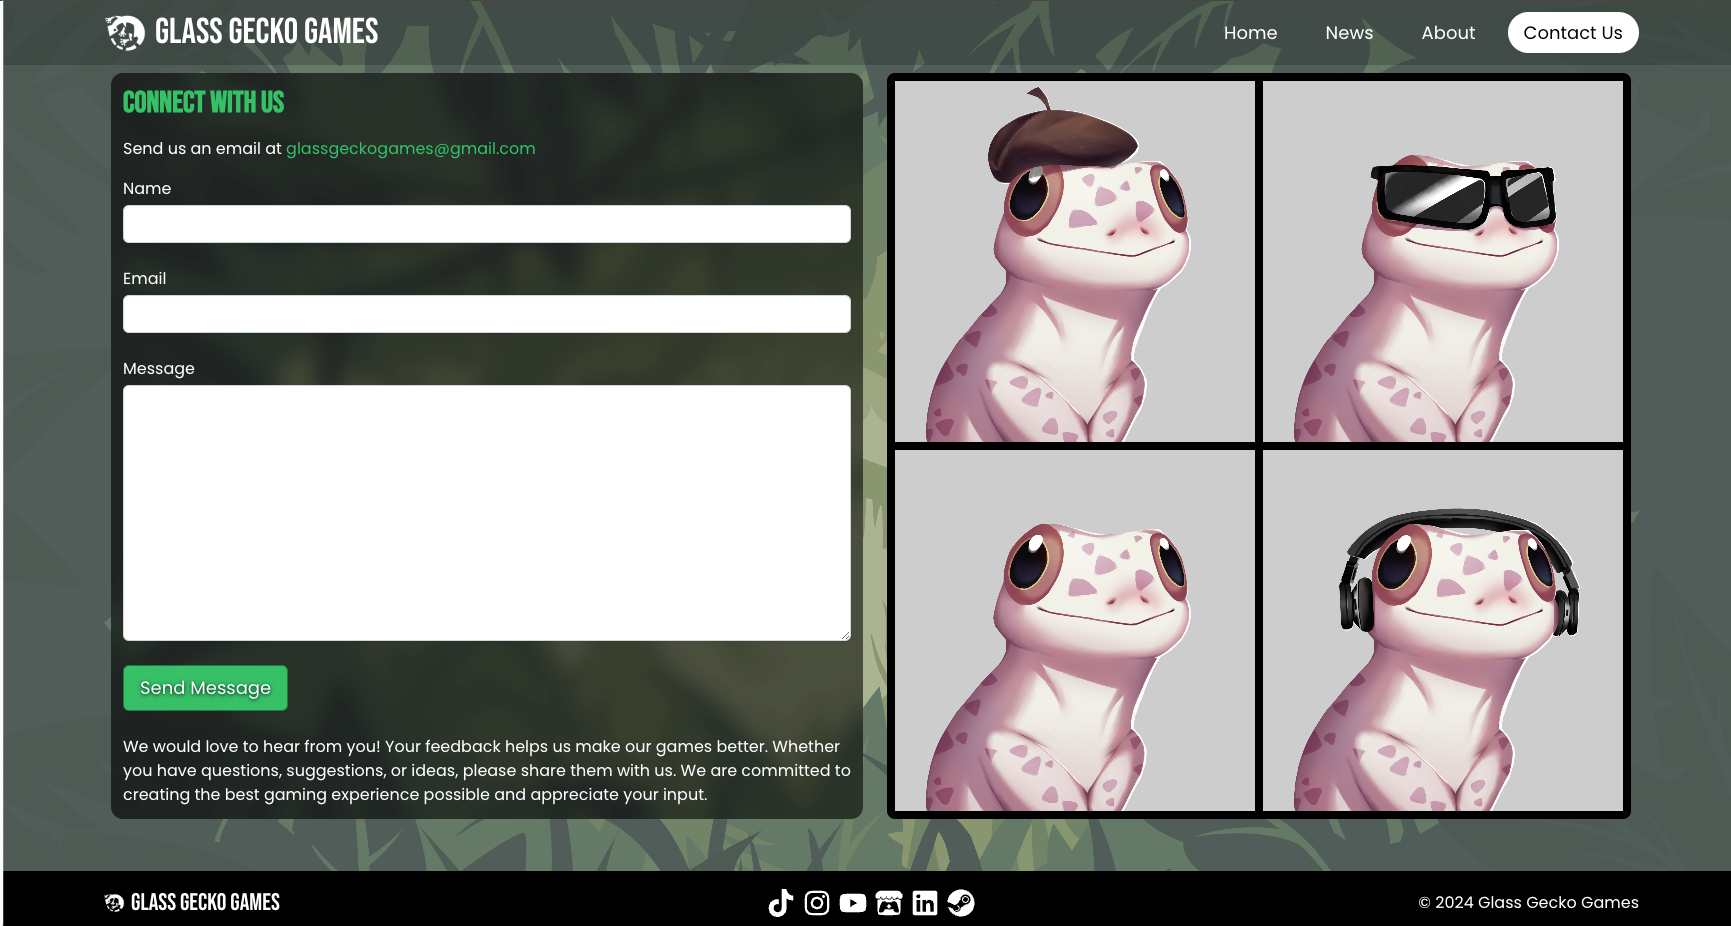 GLASS GECKO GAMES
Home
News
About
Contact Us
CONNECT WITH US
Send us an email at glassgeckogames@gmail.com
Name
Email
Message
Send Message
We would love to hear from you! Your feedback helps us make our games better. Whether
you have questions, suggestions, or ideas, please share them with us. We are committed to
creating the best gaming experience possible and appreciate your input.
GLASS GECKO GAMES
© 2024 Glass Gecko Games